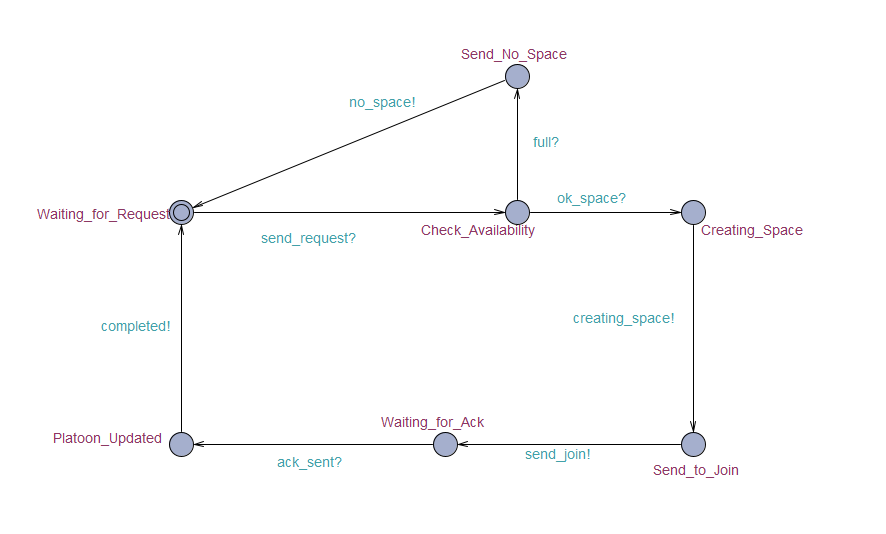 Send_No_Space
no_space!
full?
ok_space?
Waiting_for_Request
Check_Availability
Creating_Space
send_request?
creating_space!
completed!
Waiting_for_Ack
Platoon_Updated
send_join!
ack_sent?
Send_to_Join